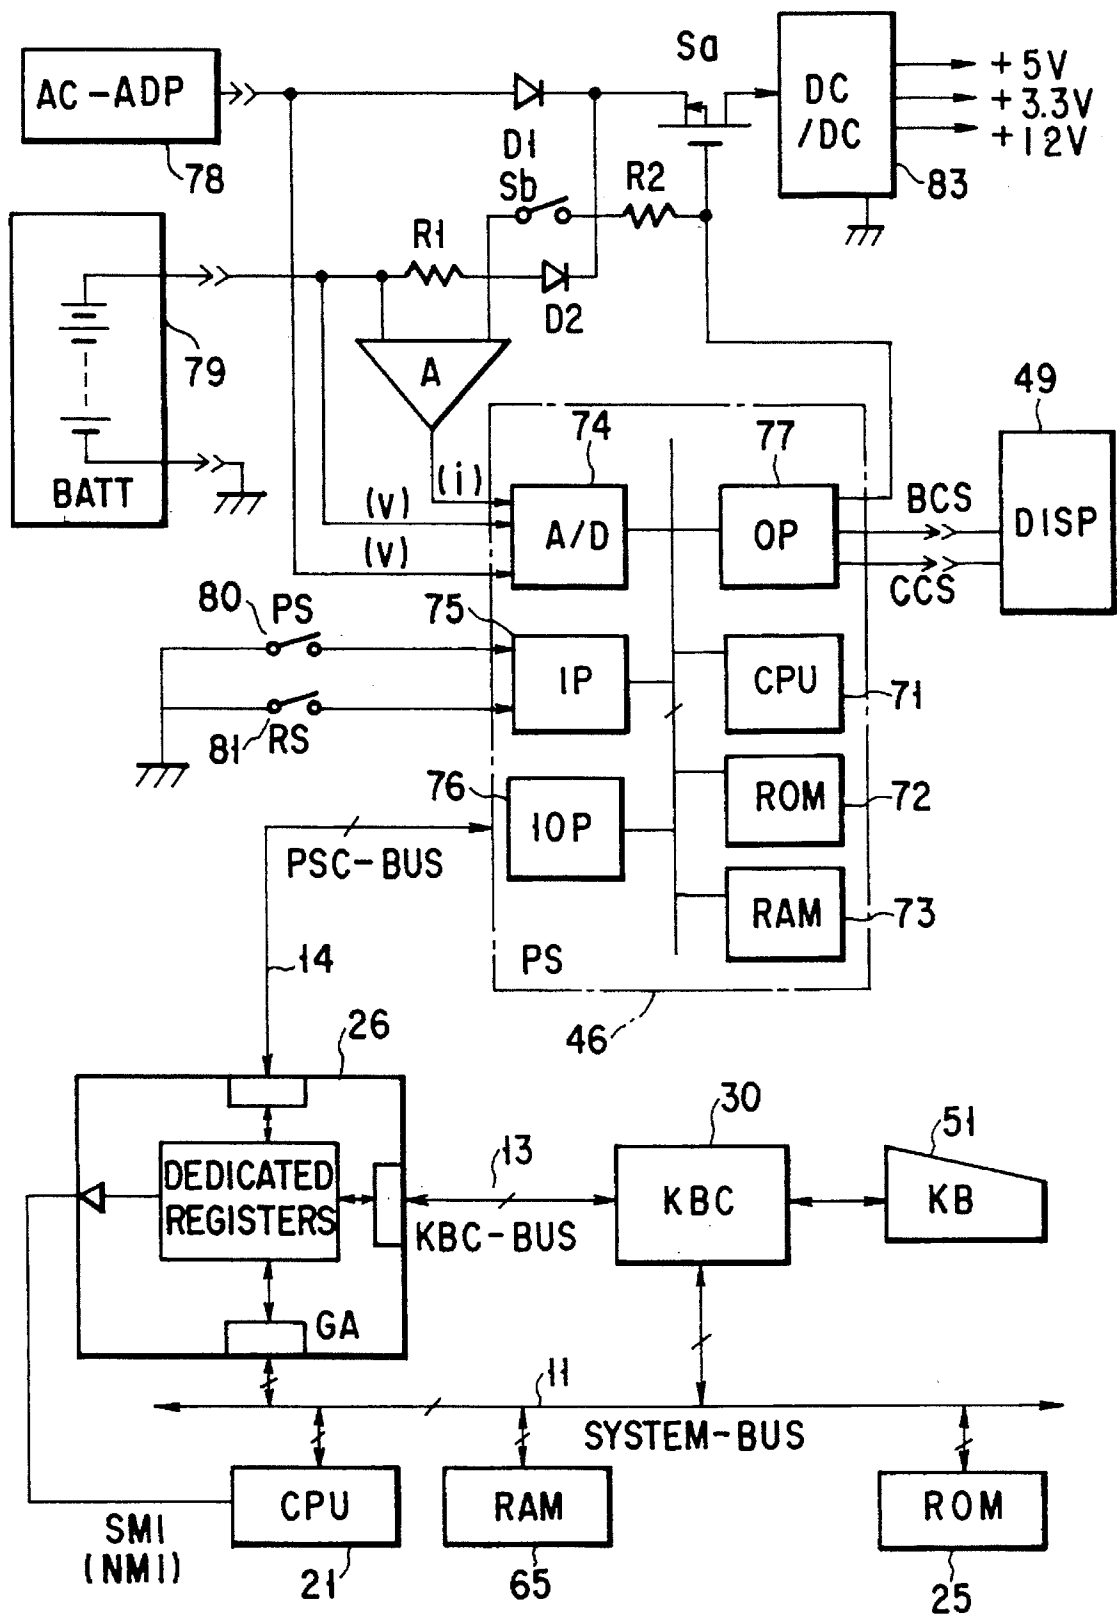 Sa
AC-ADP
78
D1
DC
/DC
+5V
+3.3V
+12V
83
Sb
R2
R1
D2
A
79
BATT
(i)
(v)
(v)
74
A/D
77
OP
49
DISP
BCS
CCS
80
PS
75
IP
81
RS
CPU
71
76
IOP
ROM
72
PSC-BUS
RAM
73
PS
46
14
26
DEDICATED
REGISTERS
GA
13
KBC-BUS
30
KBC
51
KB
11
SYSTEM-BUS
SMI
(NMI)
CPU
21
RAM
65
ROM
25